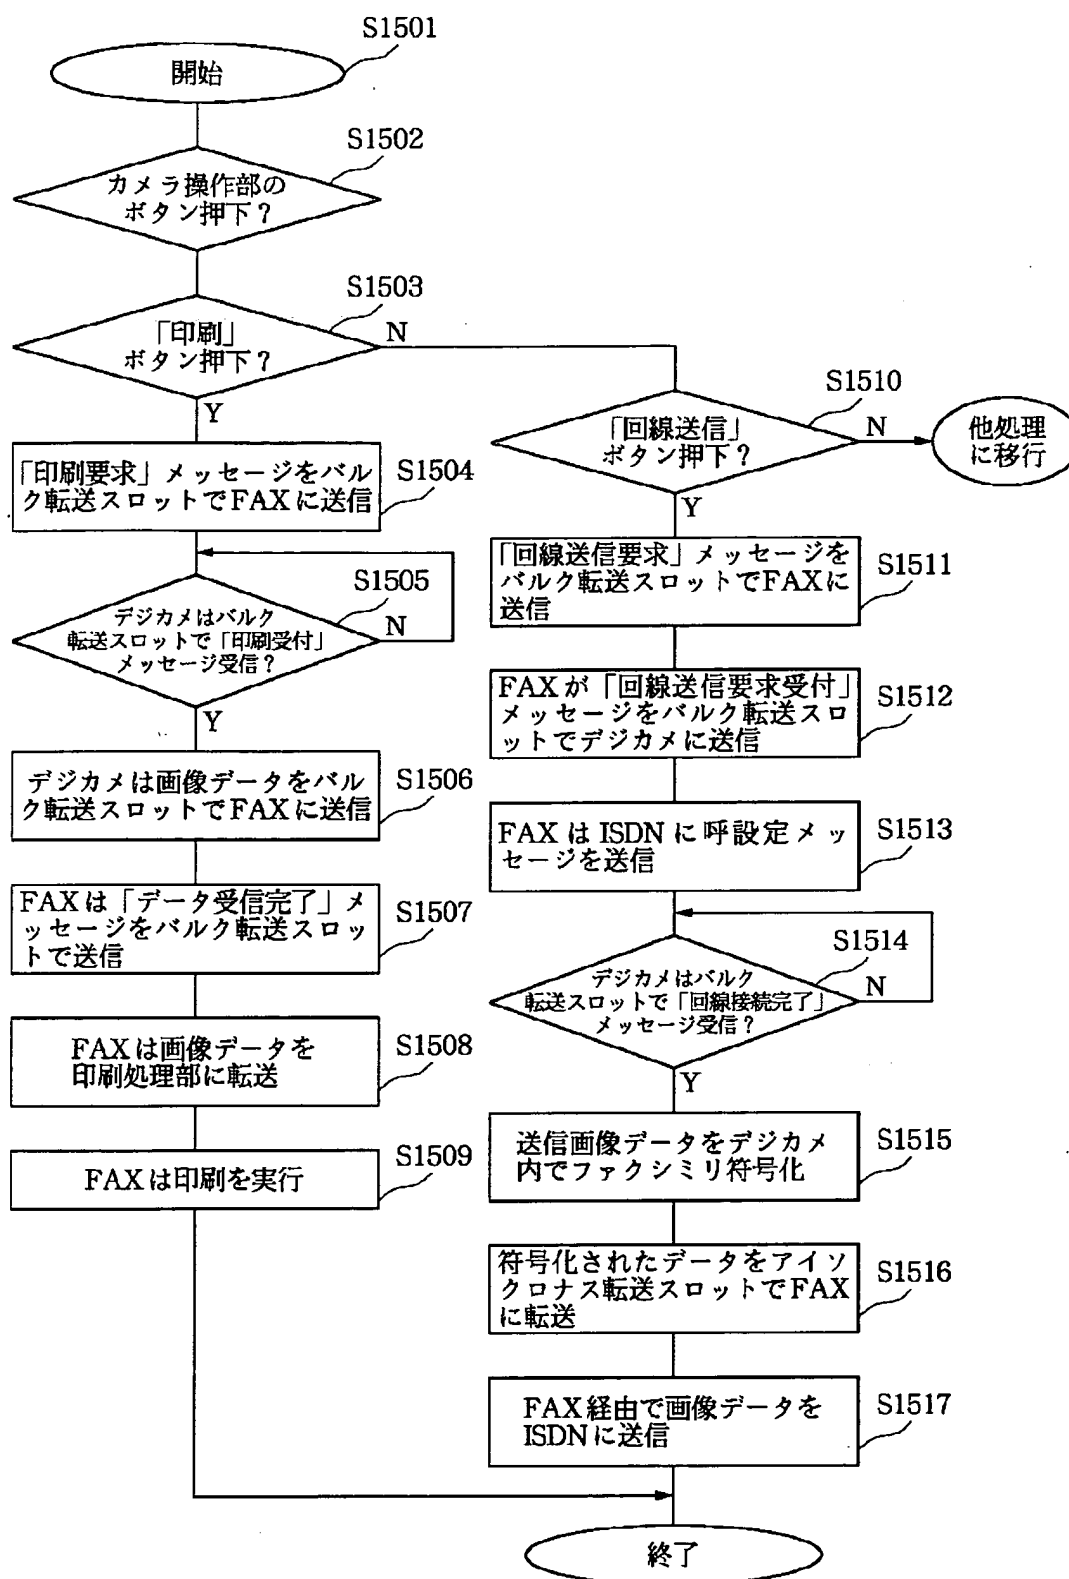 S1501
開始
S1502
カメラ操作部の
ボタン押下？
S1503
「印刷」
ボタン押下？
N
Y
S1504
「印刷要求」メッセージをバル
ク転送スロットでFAXに送信
S1505
デジカメはバルク
転送スロットで「印刷受付」
メッセージ受信？
N
Y
S1506
デジカメは画像データをバル
ク転送スロットでFAXに送信
S1507
FAXは「データ受信完了」メ
ッセージをバルク転送スロッ
トで送信
S1508
FAXは画像データを
印刷処理部に転送
S1509
FAXは印刷を実行
S1510
「回線送信」
ボタン押下？
N
他処理
に移行
Y
S1511
「回線送信要求」メッセージを
バルク転送スロットでFAXに
送信
S1512
FAXが「回線送信要求受付」
メッセージをバルク転送スロ
ットでデジカメに送信
S1513
FAXはISDNに呼設定メッ
セージを送信
S1514
デジカメはバルク
転送スロットで「回線接続完了」
メッセージ受信？
N
Y
S1515
送信画像データをデジカメ
内でファクシミリ符号化
S1516
符号化されたデータをアイソ
クロナス転送スロットでFAX
に転送
S1517
FAX経由で画像データを
ISDNに送信
終了